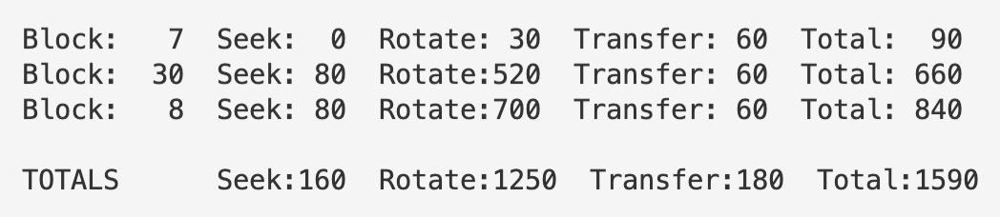 Block:   7  Seek:  0  Rotate: 30  Transfer: 60  Total:  90
Block:  30  Seek: 80  Rotate:520  Transfer: 60  Total: 660
Block:   8  Seek: 80  Rotate:700  Transfer: 60  Total: 840
TOTALS      Seek:160  Rotate:1250  Transfer:180  Total:1590